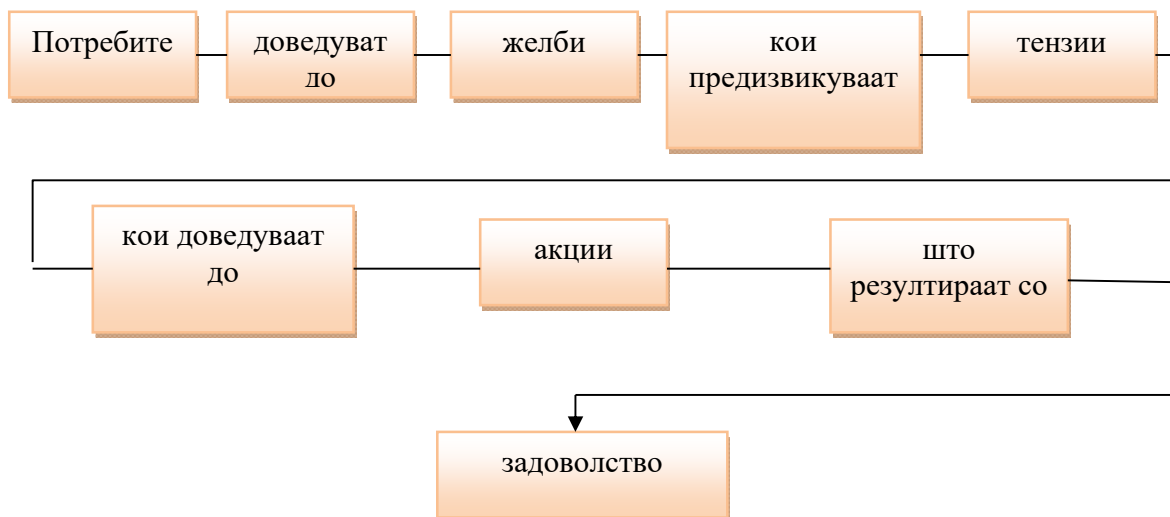 Потребите
доведуват
до
желби
кои
предизвикуваат
тензии
кои доведуваат
до
акции
што
резултираат со
задоволство